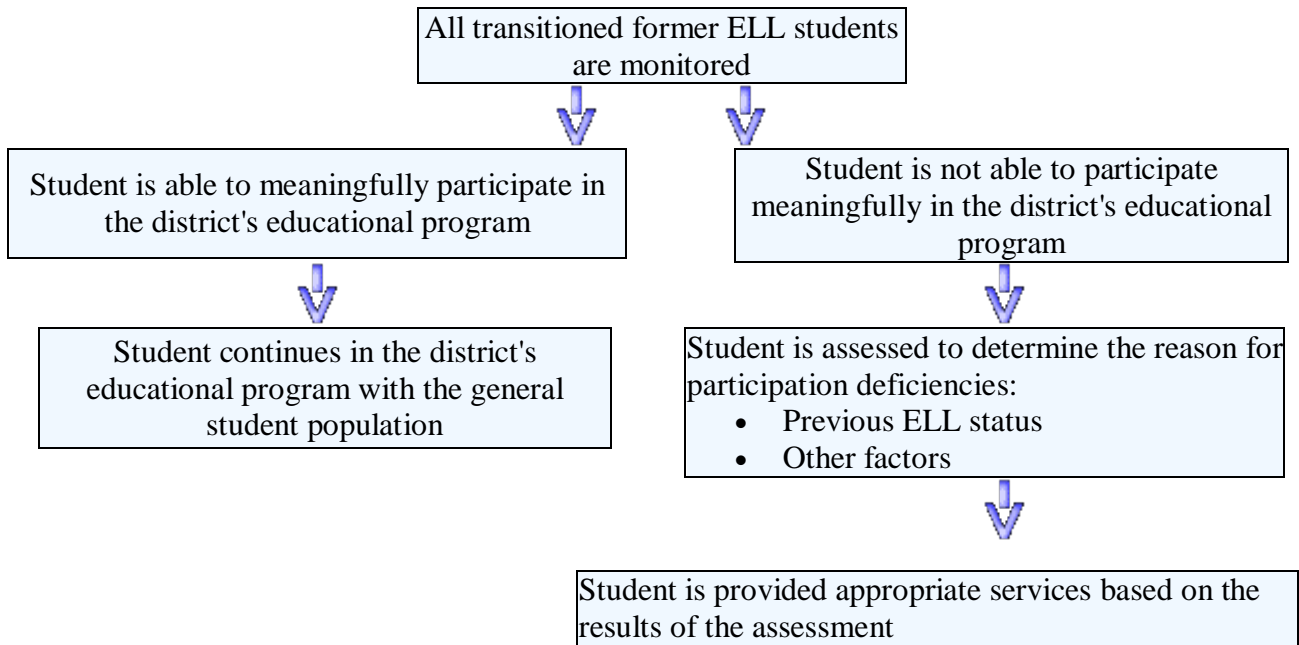 All transitioned former ELL students
are monitored
Student is able to meaningfully participate in
the district's educational program
Student is not able to participate
meaningfully in the district's educational
program
Student continues in the district's
educational program with the general
student population
Student is assessed to determine the reason for
participation deficiencies:
• Previous ELL status
• Other factors
Student is provided appropriate services based on the
results of the assessment